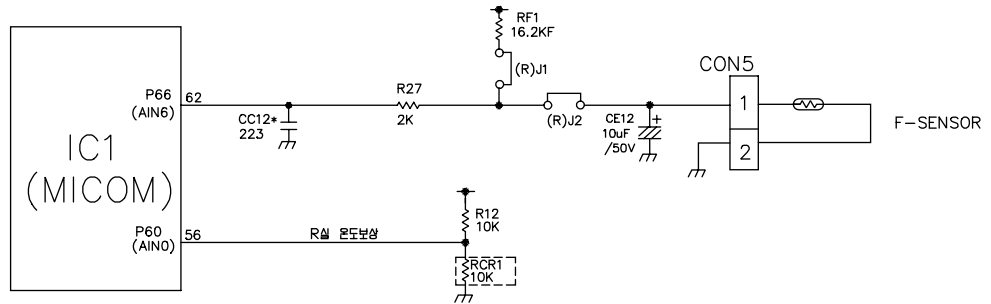 RF1
16.2KF
(R)J1
CON5
P66
(AIN6)
62
R27
2K
CC12*
223
(R)J2
CE12
10uF
/50V
+
1
2
F-SENSOR
IC1
(MICOM)
R12
10K
P60
(AIN0)
56
R실 온도보상
RCR1
10K